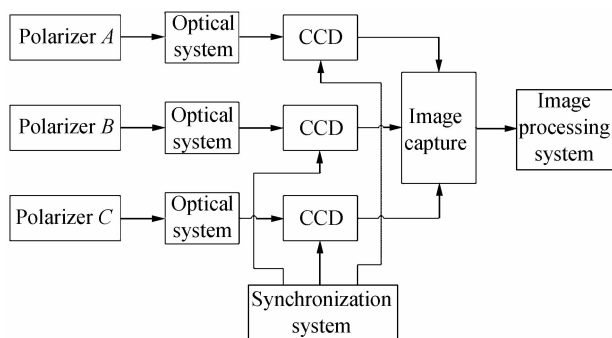 Polarizer A
Optical
system
CCD
Polarizer B
Optical
system
CCD
Image
capture
Image
processing
system
Polarizer C
Optical
system
CCD
Synchronization
system